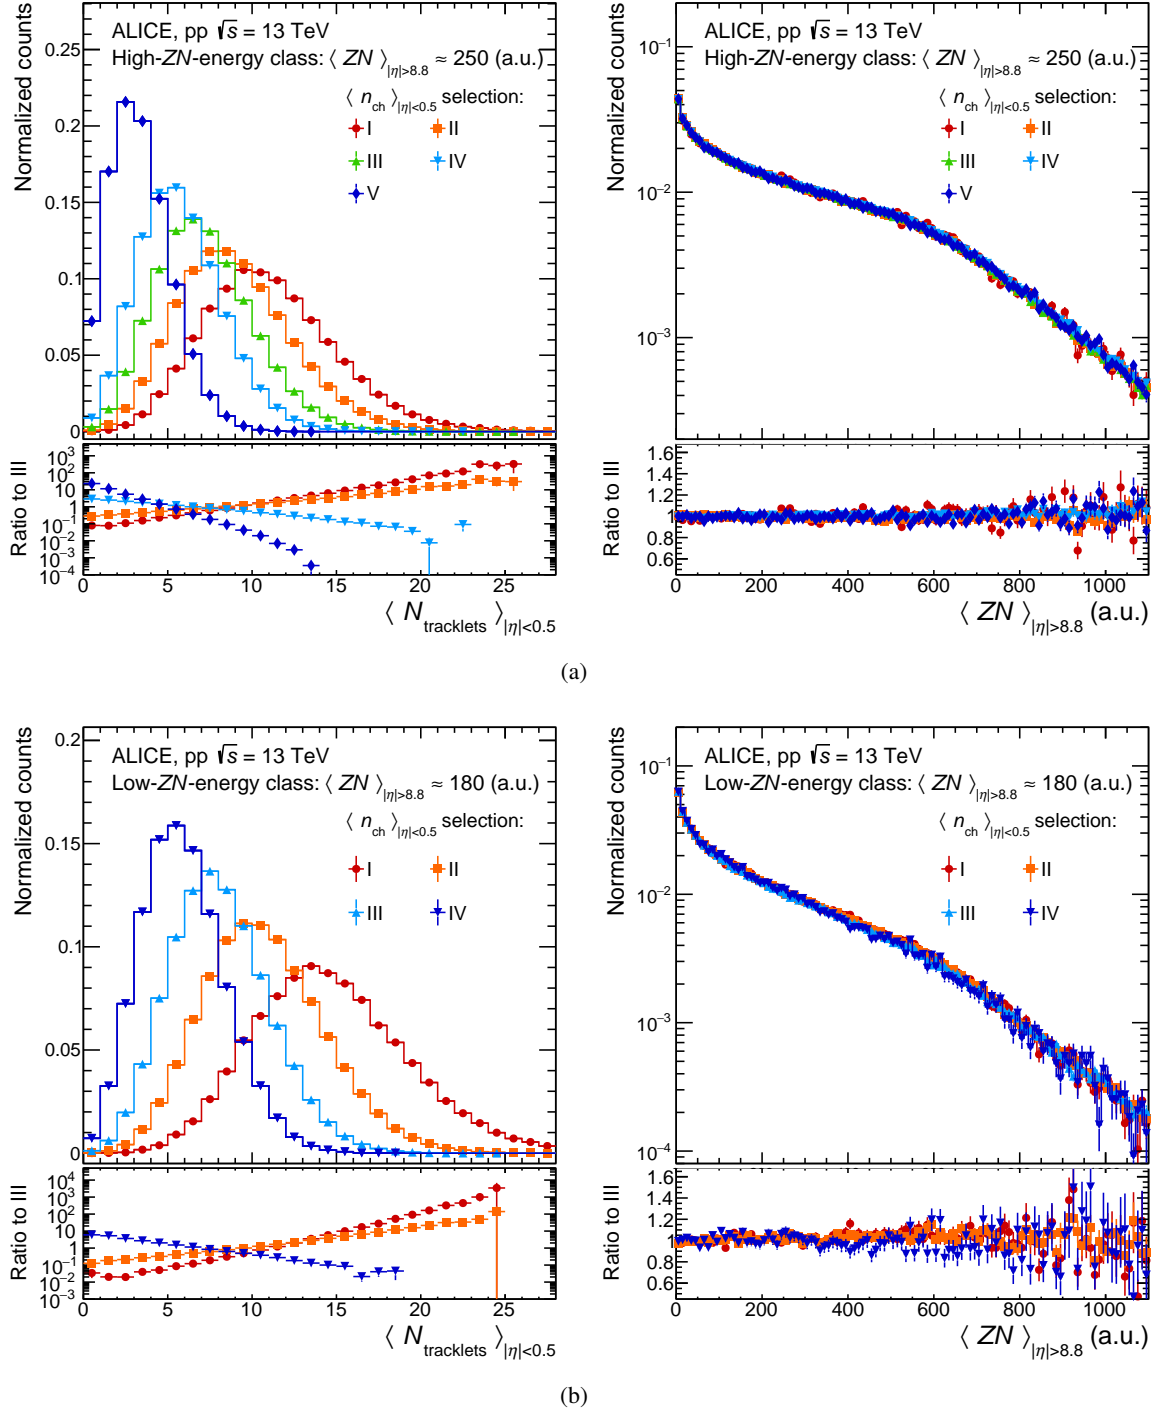 ALICE, pp √s = 13 TeV
High-ZN-energy class: ⟨ ZN ⟩|η|>8.8 ≈ 250 (a.u.)
⟨ nch ⟩|η|<0.5 selection:
I II
III IV
V
Normalized counts
0.25
0.2
0.15
0.1
0.05
0
Ratio to III
10³
10²
10
1
10⁻¹
10⁻²
10⁻³
10⁻⁴
0 5 10 15 20 25
⟨ Ntracklets ⟩|η|<0.5
ALICE, pp √s = 13 TeV
High-ZN-energy class: ⟨ ZN ⟩|η|>8.8 ≈ 250 (a.u.)
⟨ nch ⟩|η|<0.5 selection:
I II
III IV
V
Normalized counts
10⁻¹
10⁻²
10⁻³
Ratio to III
1.6
1.4
1.2
1
0.8
0.6
0 200 400 600 800 1000
⟨ ZN ⟩|η|>8.8 (a.u.)
(a)
ALICE, pp √s = 13 TeV
Low-ZN-energy class: ⟨ ZN ⟩|η|>8.8 ≈ 180 (a.u.)
⟨ nch ⟩|η|<0.5 selection:
I II
III IV
Normalized counts
0.2
0.15
0.1
0.05
0
Ratio to III
10⁴
10³
10²
10
1
10⁻¹
10⁻²
10⁻³
0 5 10 15 20 25
⟨ Ntracklets ⟩|η|<0.5
ALICE, pp √s = 13 TeV
Low-ZN-energy class: ⟨ ZN ⟩|η|>8.8 ≈ 180 (a.u.)
⟨ nch ⟩|η|<0.5 selection:
I II
III IV
Normalized counts
10⁻¹
10⁻²
10⁻³
10⁻⁴
Ratio to III
1.6
1.4
1.2
1
0.8
0.6
0 200 400 600 800 1000
⟨ ZN ⟩|η|>8.8 (a.u.)
(b)